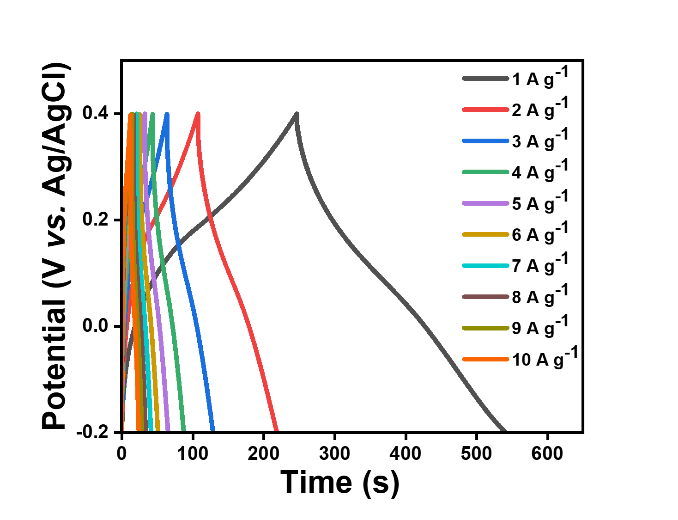 Potential (V vs. Ag/AgCl)
0.4
0.2
0.0
-0.2
0
100
200
300
400
500
600
Time (s)
1 A g⁻¹
2 A g⁻¹
3 A g⁻¹
4 A g⁻¹
5 A g⁻¹
6 A g⁻¹
7 A g⁻¹
8 A g⁻¹
9 A g⁻¹
10 A g⁻¹